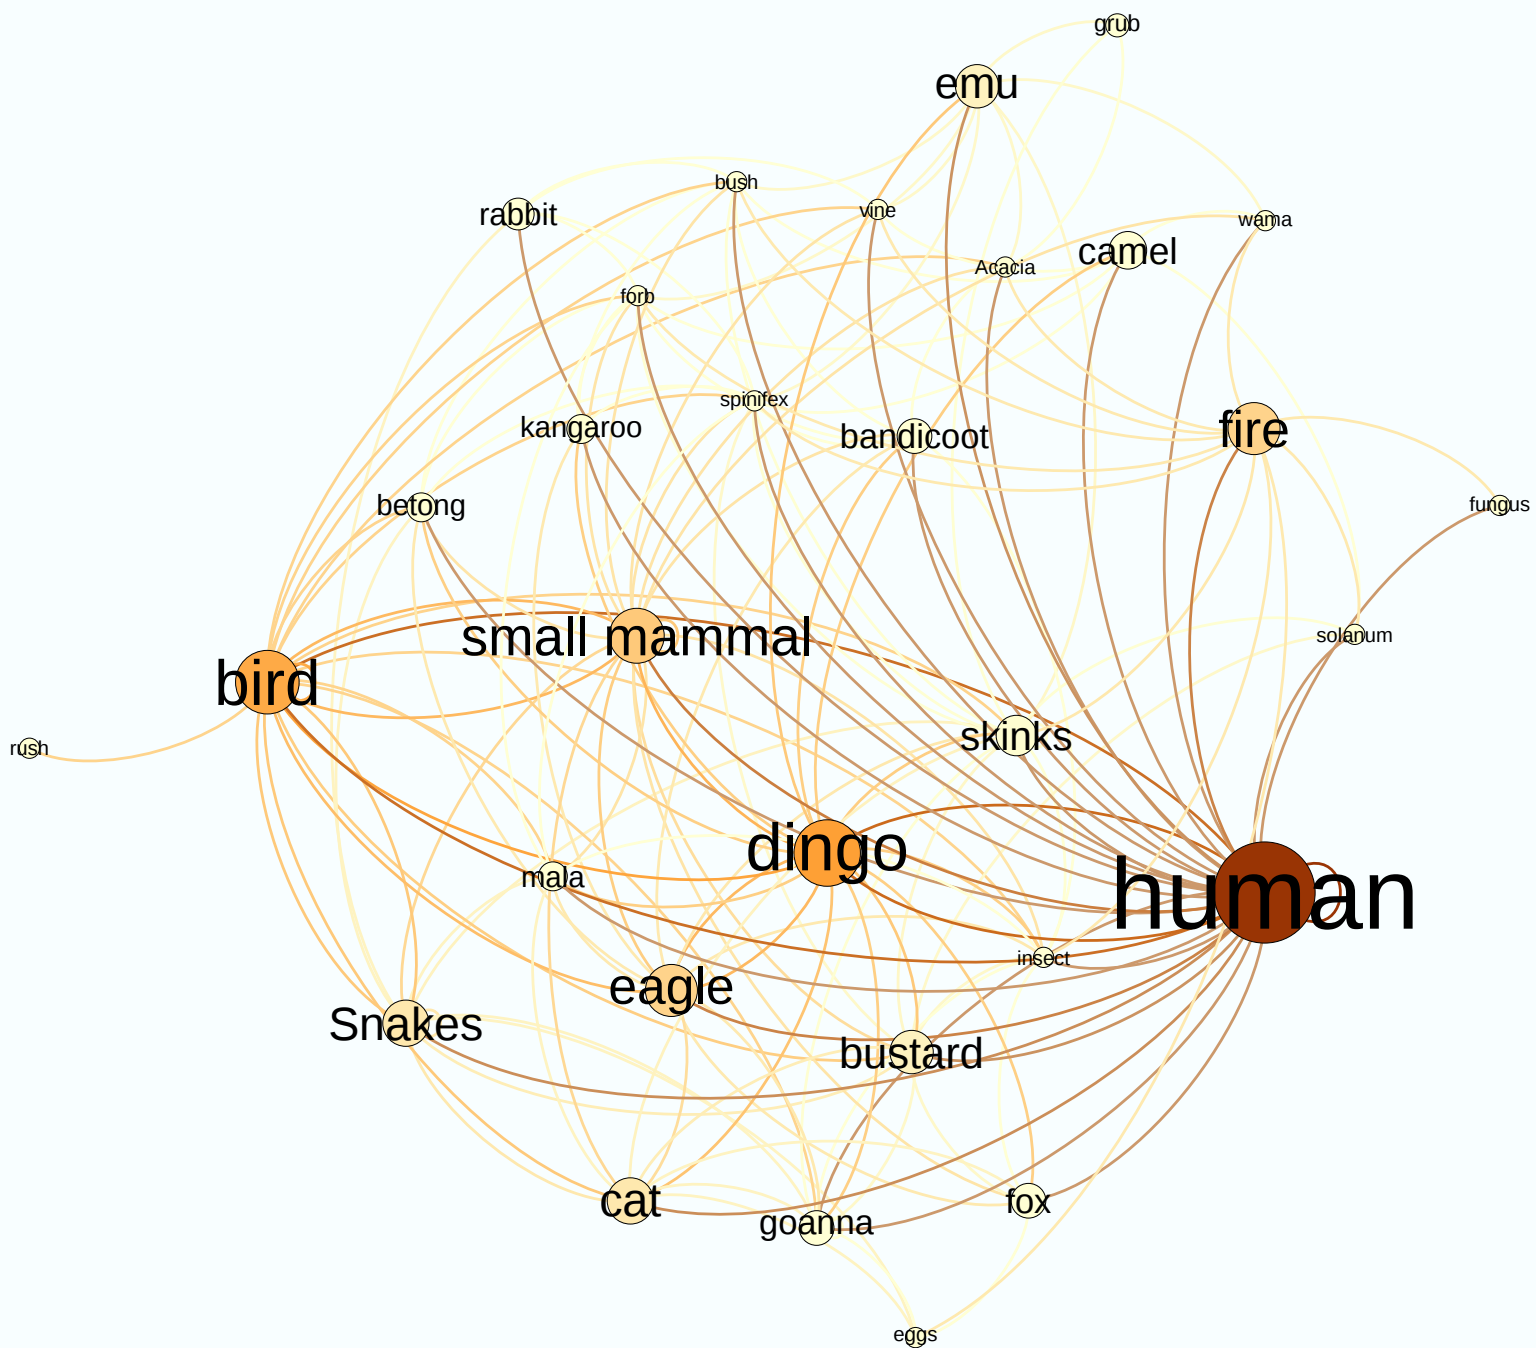 grub
emu
bush
rabbit
vine
wama
camel
Acacia
forb
spinifex
kangaroo
bandicoot
fire
betong
fungus
small mammal
solanum
bird
skinks
rush
dingo
mala
human
insect
eagle
Snakes
bustard
cat
fox
goanna
eggs